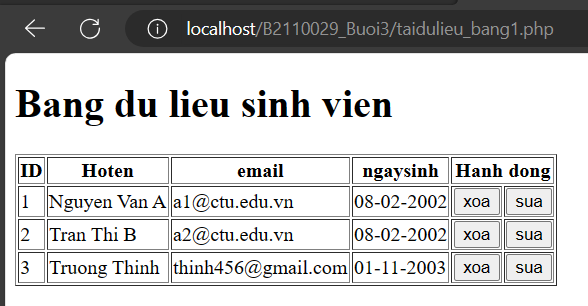 localhost/B2110029_Buoi3/taidulieu_bang1.php
Bang du lieu sinh vien
ID Hoten email ngaysinh Hanh dong
1 Nguyen Van A a1@ctu.edu.vn 08-02-2002 xoa sua
2 Tran Thi B a2@ctu.edu.vn 08-02-2002 xoa sua
3 Truong Thinh thinh456@gmail.com 01-11-2003 xoa sua